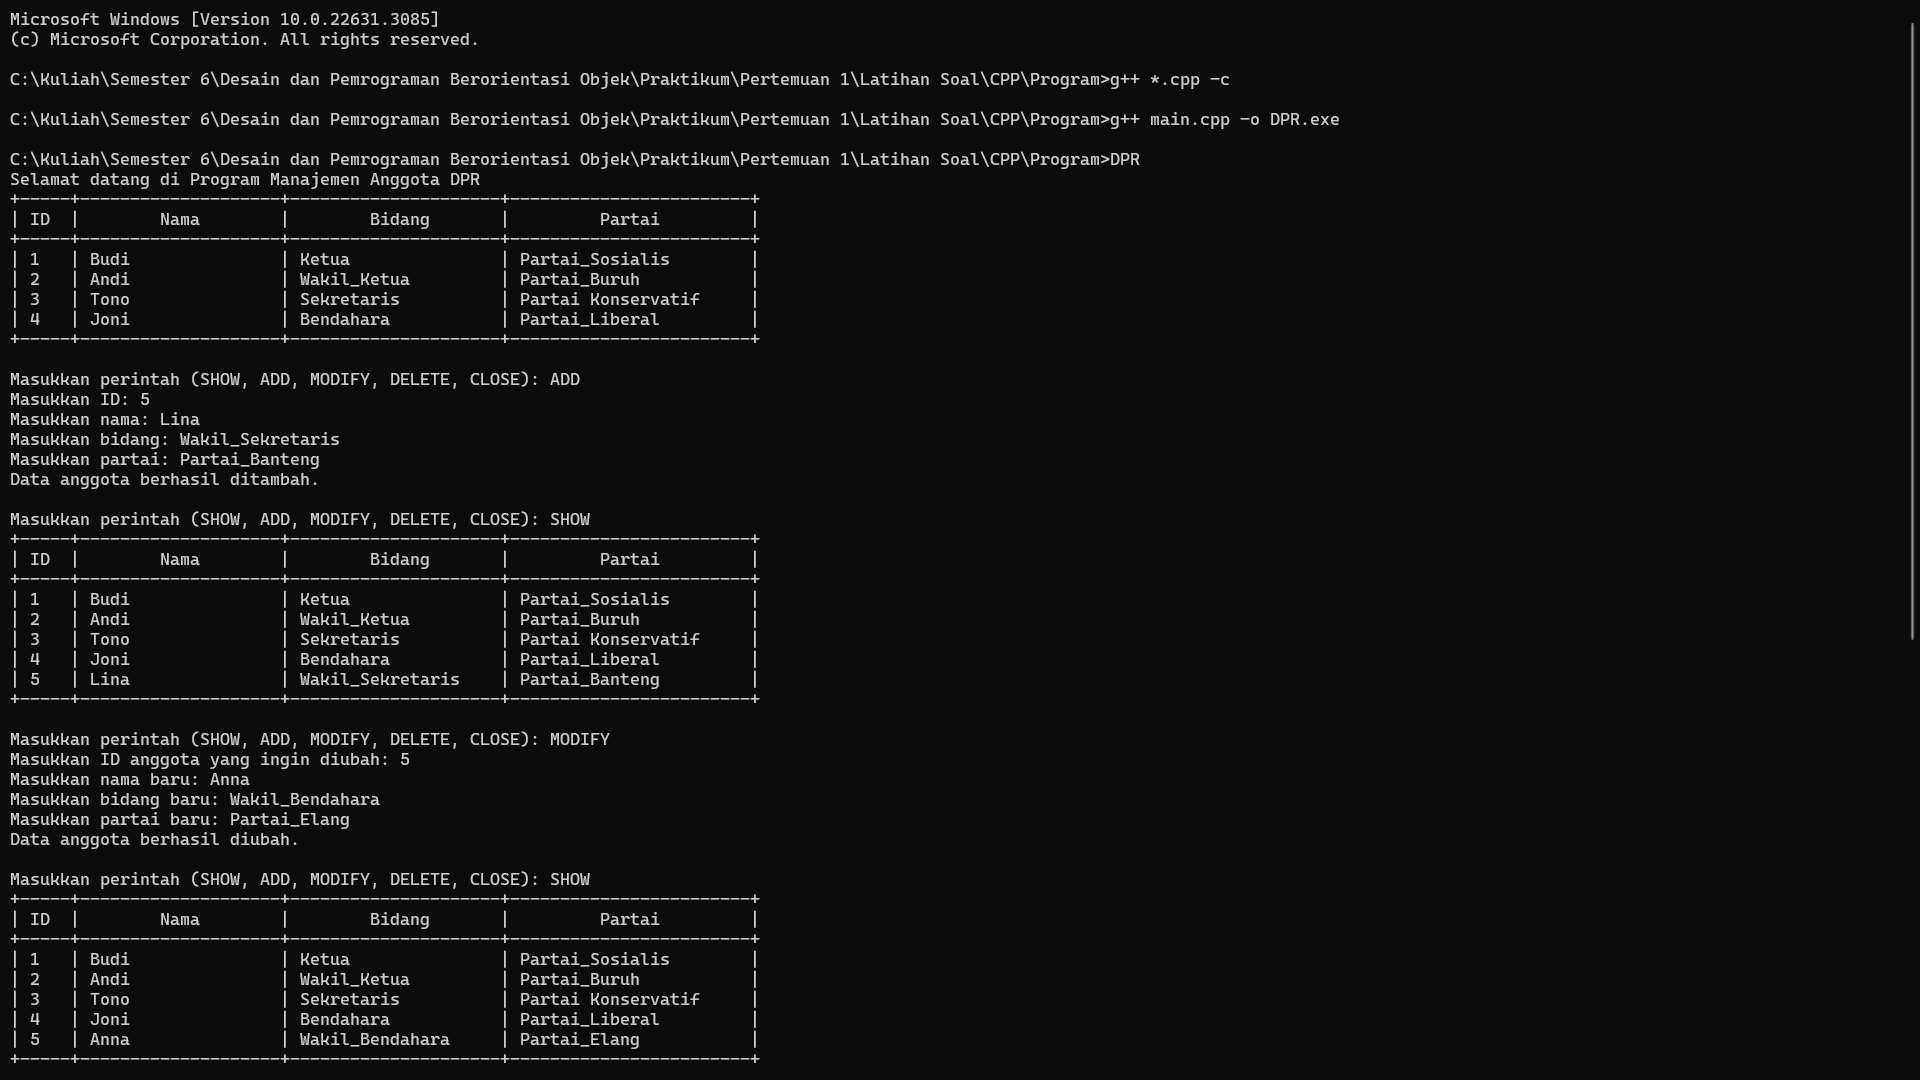 Microsoft Windows [Version 10.0.22631.3085]
(c) Microsoft Corporation. All rights reserved.

C:\Kuliah\Semester 6\Desain dan Pemrograman Berorientasi Objek\Praktikum\Pertemuan 1\Latihan Soal\CPP\Program>g++ *.cpp -c

C:\Kuliah\Semester 6\Desain dan Pemrograman Berorientasi Objek\Praktikum\Pertemuan 1\Latihan Soal\CPP\Program>g++ main.cpp -o DPR.exe

C:\Kuliah\Semester 6\Desain dan Pemrograman Berorientasi Objek\Praktikum\Pertemuan 1\Latihan Soal\CPP\Program>DPR
Selamat datang di Program Manajemen Anggota DPR
+-----+--------------------+---------------------+------------------------+
| ID  |        Nama        |        Bidang       |         Partai         |
+-----+--------------------+---------------------+------------------------+
| 1   | Budi               | Ketua               | Partai_Sosialis        |
| 2   | Andi               | Wakil_Ketua         | Partai_Buruh           |
| 3   | Tono               | Sekretaris          | Partai Konservatif     |
| 4   | Joni               | Bendahara           | Partai_Liberal         |
+-----+--------------------+---------------------+------------------------+

Masukkan perintah (SHOW, ADD, MODIFY, DELETE, CLOSE): ADD
Masukkan ID: 5
Masukkan nama: Lina
Masukkan bidang: Wakil_Sekretaris
Masukkan partai: Partai_Banteng
Data anggota berhasil ditambah.

Masukkan perintah (SHOW, ADD, MODIFY, DELETE, CLOSE): SHOW
+-----+--------------------+---------------------+------------------------+
| ID  |        Nama        |        Bidang       |         Partai         |
+-----+--------------------+---------------------+------------------------+
| 1   | Budi               | Ketua               | Partai_Sosialis        |
| 2   | Andi               | Wakil_Ketua         | Partai_Buruh           |
| 3   | Tono               | Sekretaris          | Partai Konservatif     |
| 4   | Joni               | Bendahara           | Partai_Liberal         |
| 5   | Lina               | Wakil_Sekretaris    | Partai_Banteng         |
+-----+--------------------+---------------------+------------------------+

Masukkan perintah (SHOW, ADD, MODIFY, DELETE, CLOSE): MODIFY
Masukkan ID anggota yang ingin diubah: 5
Masukkan nama baru: Anna
Masukkan bidang baru: Wakil_Bendahara
Masukkan partai baru: Partai_Elang
Data anggota berhasil diubah.

Masukkan perintah (SHOW, ADD, MODIFY, DELETE, CLOSE): SHOW
+-----+--------------------+---------------------+------------------------+
| ID  |        Nama        |        Bidang       |         Partai         |
+-----+--------------------+---------------------+------------------------+
| 1   | Budi               | Ketua               | Partai_Sosialis        |
| 2   | Andi               | Wakil_Ketua         | Partai_Buruh           |
| 3   | Tono               | Sekretaris          | Partai Konservatif     |
| 4   | Joni               | Bendahara           | Partai_Liberal         |
| 5   | Anna               | Wakil_Bendahara     | Partai_Elang           |
+-----+--------------------+---------------------+------------------------+